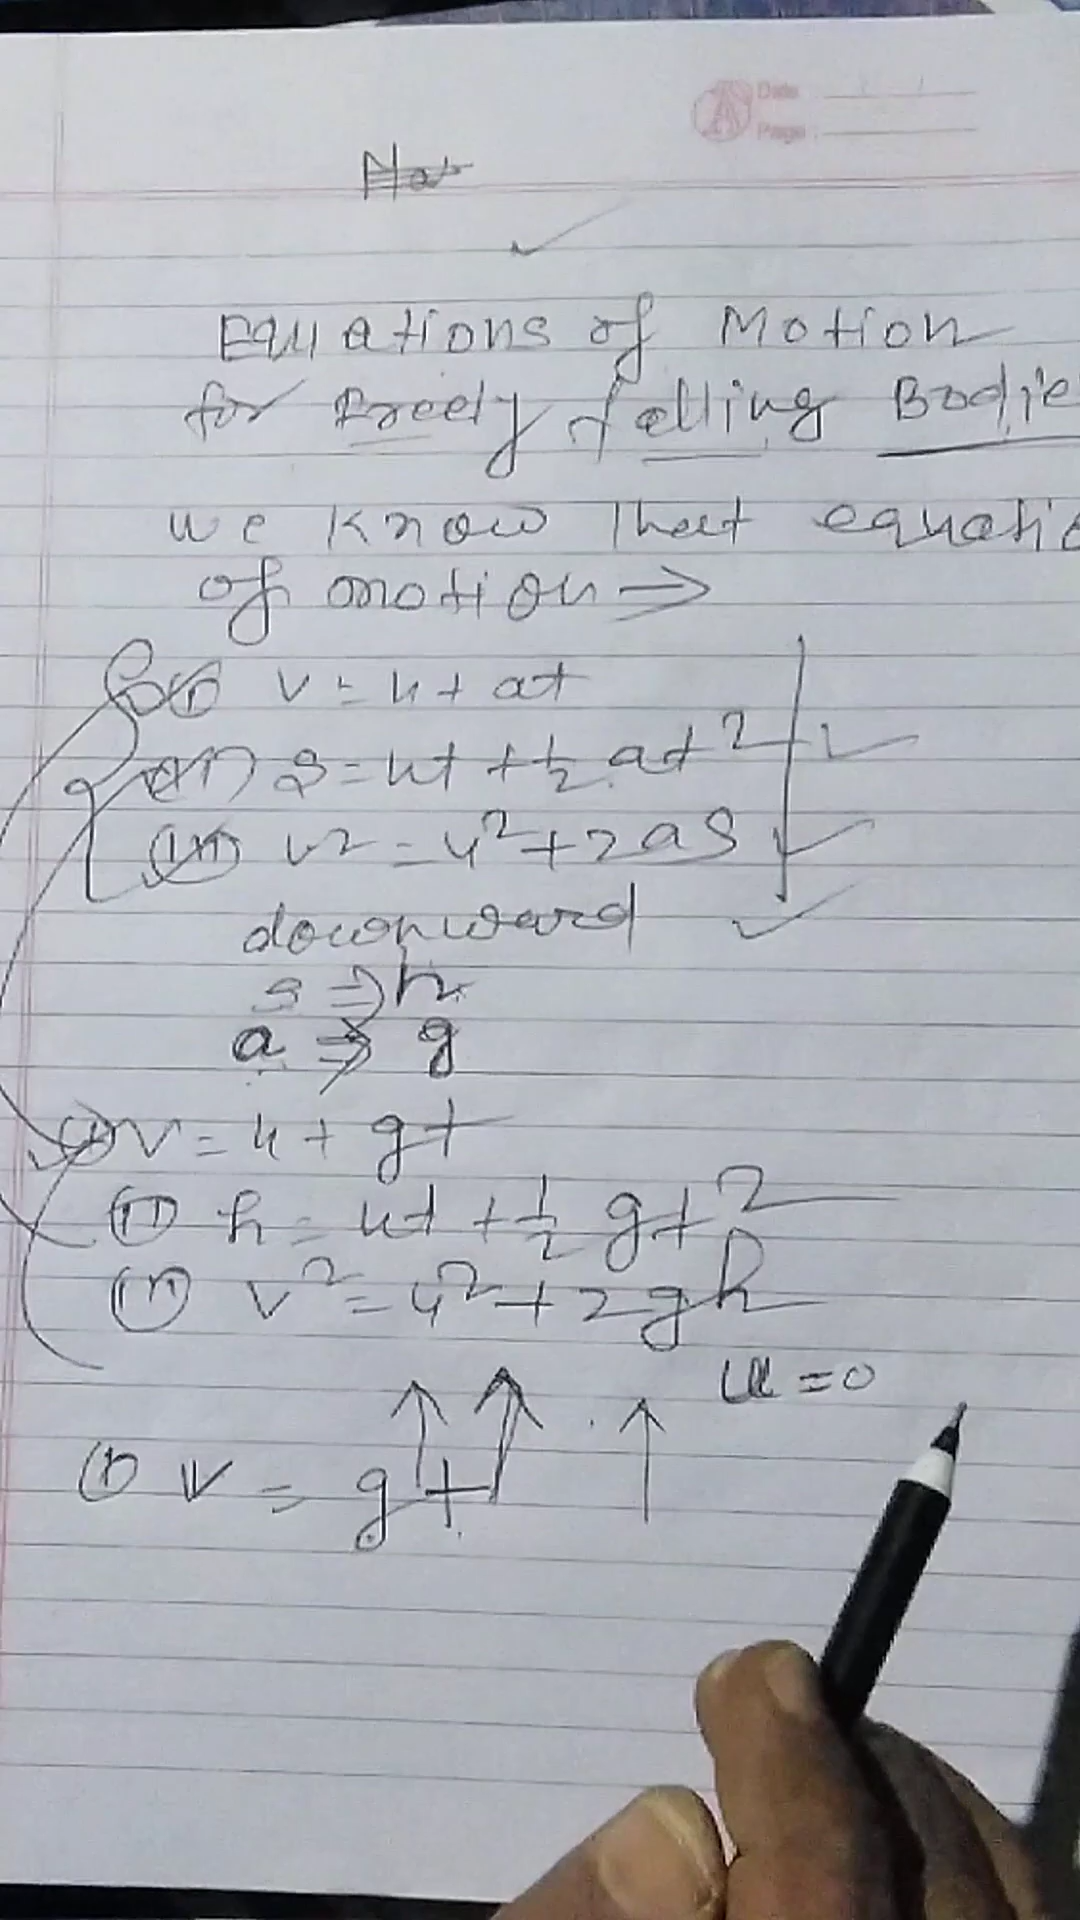 Date
Page :
Equations of Motion
for Freely falling Bodie
we know that equatio
of motion ⇒
(i) v = u + at
(ii) S = ut + 1/2 at²
(iii) v² = u² + 2as
downward
s ⇒ h
a ⇒ g
(i) v = u + gt
(ii) h = ut + 1/2 gt²
(iii) v² = u² + 2gh
u = 0
(i) v = gt